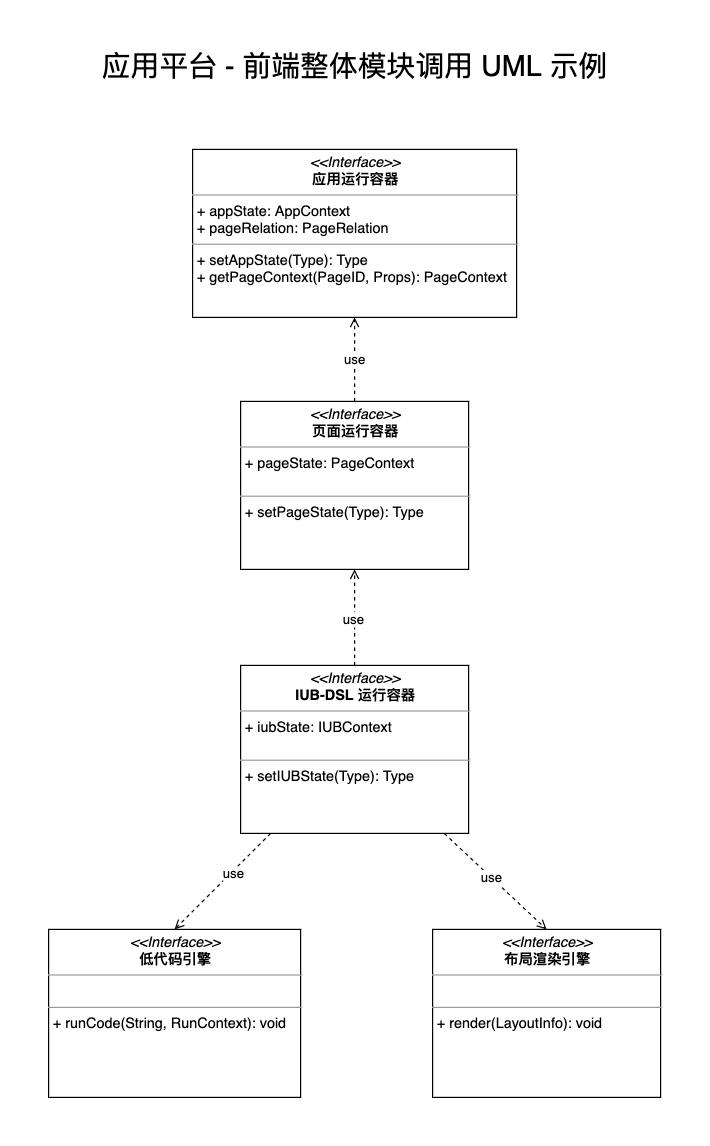 应用平台 - 前端整体模块调用 UML 示例
<<Interface>>
应用运行容器
+ appState: AppContext
+ pageRelation: PageRelation
+ setAppState(Type): Type
+ getPageContext(PageID, Props): PageContext
use
<<Interface>>
页面运行容器
+ pageState: PageContext
+ setPageState(Type): Type
use
<<Interface>>
IUB-DSL 运行容器
+ iubState: IUBContext
+ setIUBState(Type): Type
use
use
<<Interface>>
低代码引擎
+ runCode(String, RunContext): void
<<Interface>>
布局渲染引擎
+ render(LayoutInfo): void